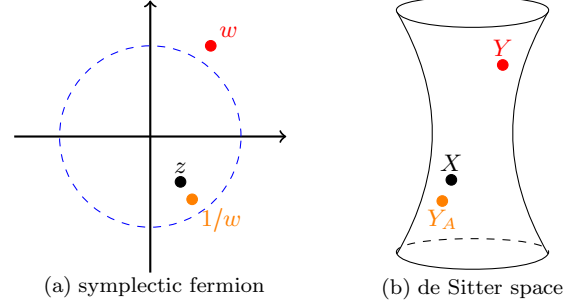 w
z
1/w
(a) symplectic fermion
Y
X
Y_A
(b) de Sitter space